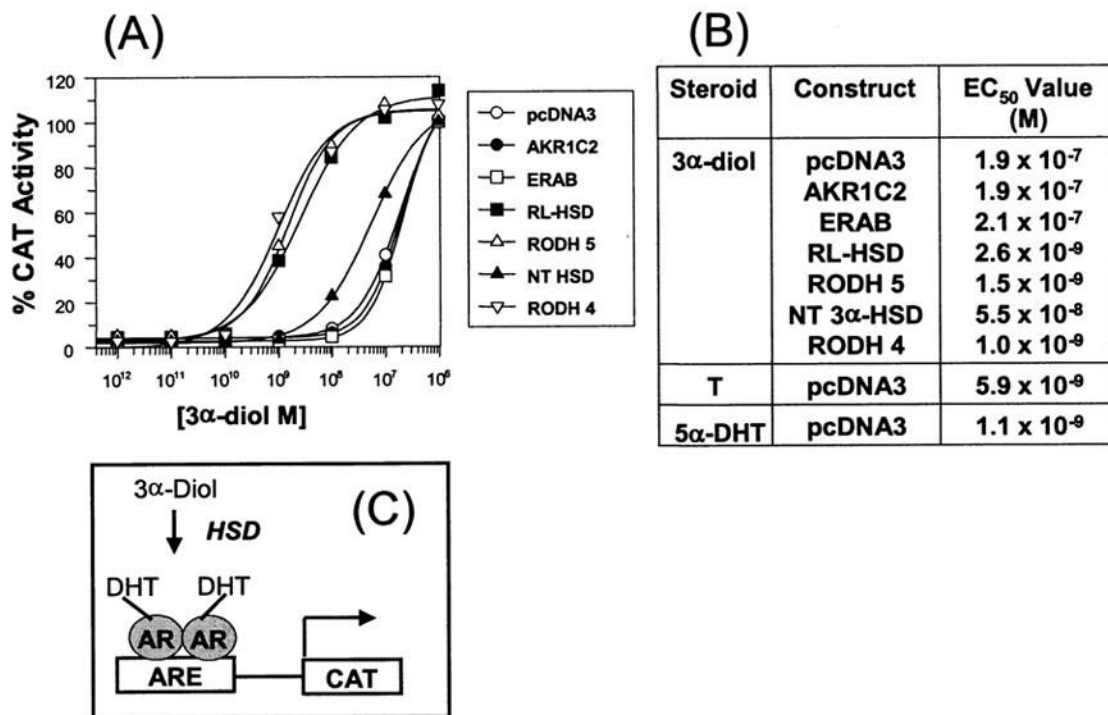 (A)
% CAT Activity
120
100
80
60
40
20
0
10¹²
10¹¹
10¹⁰
10⁹
10⁸
10⁷
10⁶
[3α-diol M]
pcDNA3
AKR1C2
ERAB
RL-HSD
RODH 5
NT HSD
RODH 4
(B)
Steroid Construct EC₅₀ Value (M)
3α-diol pcDNA3 1.9 x 10⁻⁷
AKR1C2 1.9 x 10⁻⁷
ERAB 2.1 x 10⁻⁷
RL-HSD 2.6 x 10⁻⁹
RODH 5 1.5 x 10⁻⁹
NT 3α-HSD 5.5 x 10⁻⁸
RODH 4 1.0 x 10⁻⁹
T pcDNA3 5.9 x 10⁻⁹
5α-DHT pcDNA3 1.1 x 10⁻⁹
(C)
3α-Diol
HSD
DHT DHT
AR AR
ARE CAT